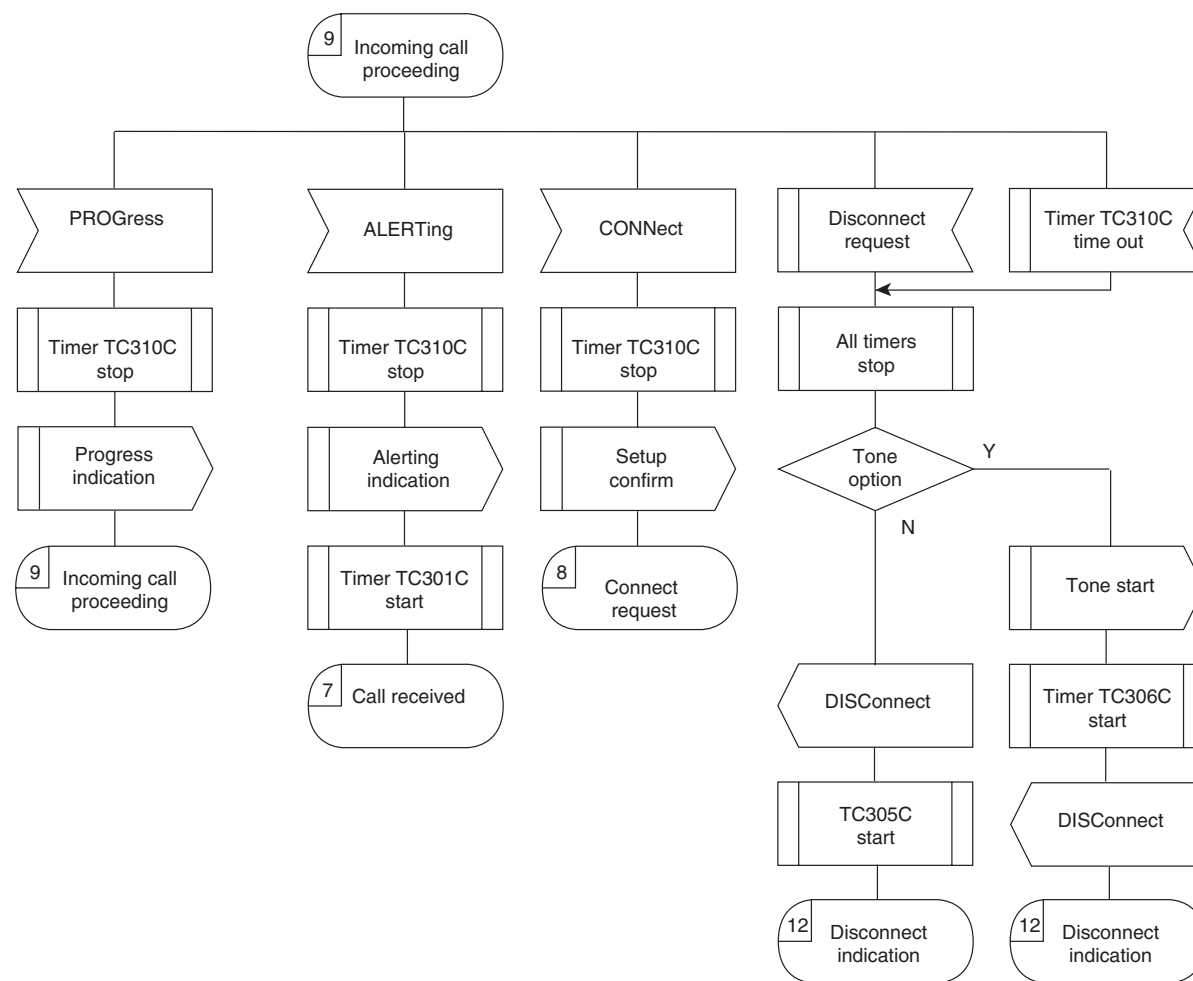 9
Incoming call
proceeding
PROGress
ALERTing
CONNect
Disconnect
request
Timer TC310C
time out
Timer TC310C
stop
Timer TC310C
stop
Timer TC310C
stop
All timers
stop
Progress
indication
Alerting
indication
Setup
confirm
Tone
option
Y
N
9
Incoming call
proceeding
Timer TC301C
start
8
Connect
request
Tone start
7
Call received
DISConnect
Timer TC306C
start
TC305C
start
DISConnect
12
Disconnect
indication
12
Disconnect
indication